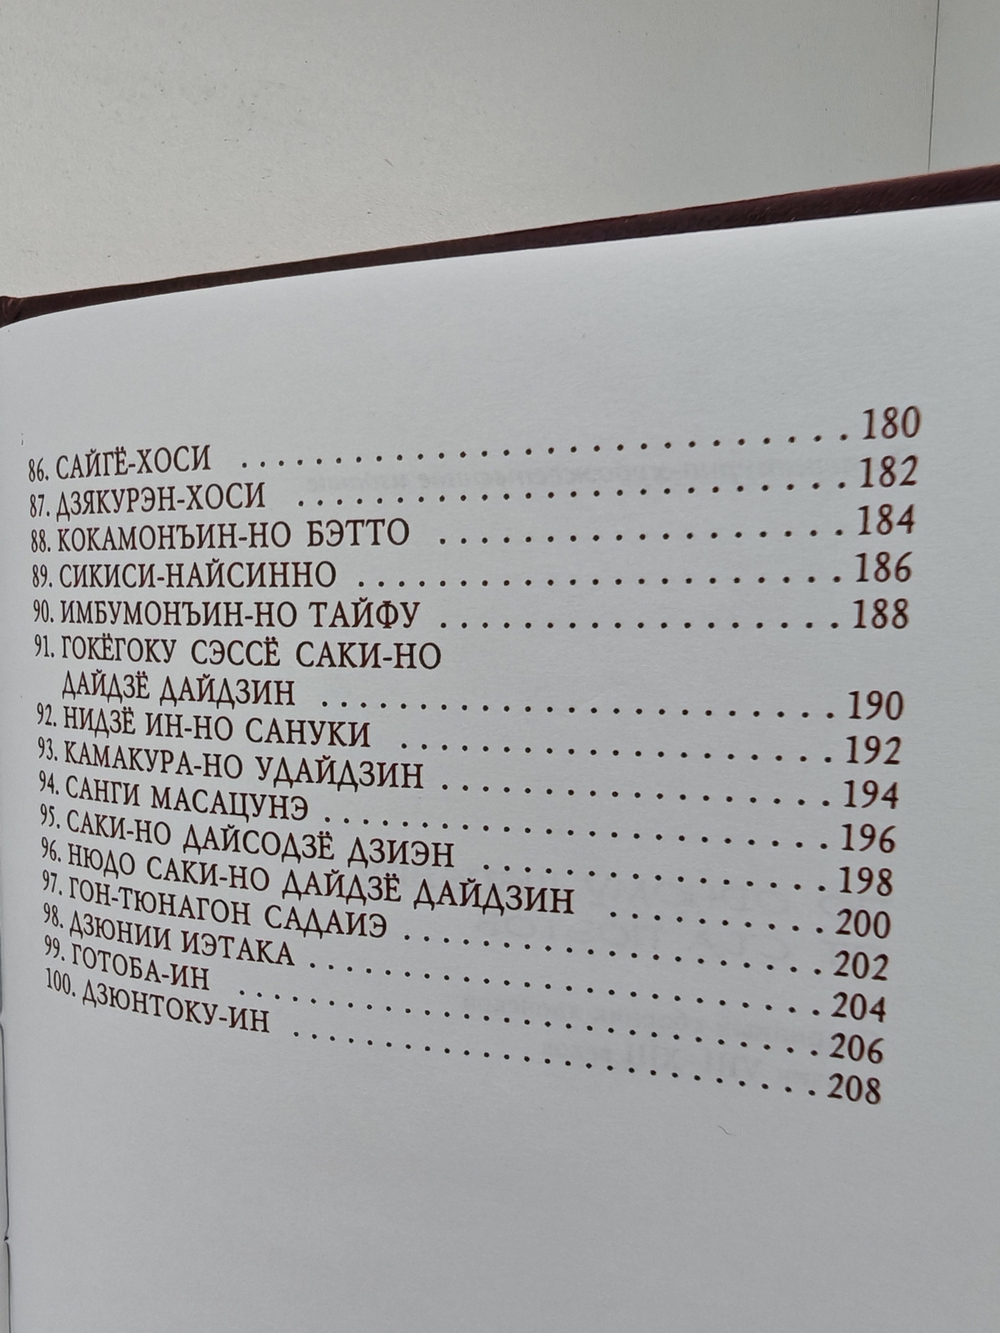 86. САЙГЁ-ХОСИ . . . . . . . . . . . . . . . . . . . . . . . . . . . . 180
87. ДЗЯКУРЭН-ХОСИ . . . . . . . . . . . . . . . . . . . . . . . . . 182
88. КОКАМОНЪИН-НО БЭТТО . . . . . . . . . . . . . . . . . . 184
89. СИКИСИ-НАЙСИННО . . . . . . . . . . . . . . . . . . . . . . 186
90. ИМБУМОНЪИН-НО ТАЙФУ . . . . . . . . . . . . . . . . . . 188
91. ГОКЁГОКУ СЭССЁ САКИ-НО
ДАЙДЗЁ ДАЙДЗИН . . . . . . . . . . . . . . . . . . . . . . . 190
92. НИДЗЁ ИН-НО САНУКИ . . . . . . . . . . . . . . . . . . . 192
93. КАМАКУРА-НО УДАЙДЗИН . . . . . . . . . . . . . . . . . 194
94. САНГИ МАСАЦУНЭ . . . . . . . . . . . . . . . . . . . . . . 196
95. САКИ-НО ДАЙСОДЗЁ ДЗИЭН . . . . . . . . . . . . . . . 198
96. НЮДО САКИ-НО ДАЙДЗЁ ДАЙДЗИН . . . . . . . . . . 200
97. ГОН-ТЮНАГОН САДАИЭ . . . . . . . . . . . . . . . . . . 202
98. ДЗЮНИИ ИЭТАКА . . . . . . . . . . . . . . . . . . . . . . 204
99. ГОТОБА-ИН . . . . . . . . . . . . . . . . . . . . . . . . . 206
100. ДЗЮНТОКУ-ИН . . . . . . . . . . . . . . . . . . . . . . . 208